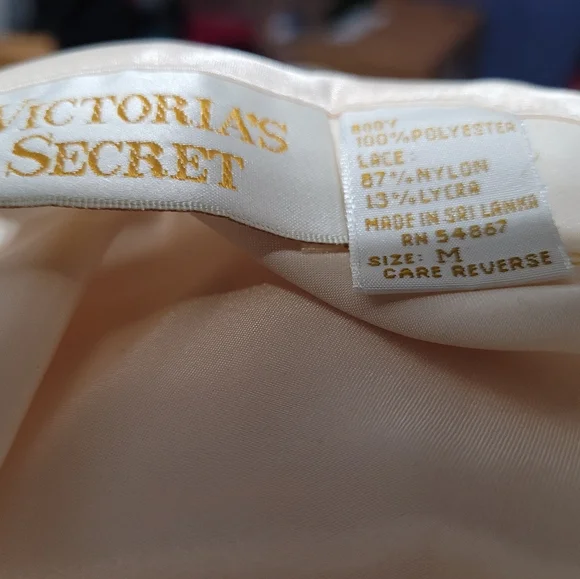 VICTORIA'S
SECRET
BODY
100% POLYESTER
LACE:
87% NYLON
13% LYCRA
MADE IN SRI LANKA
RN 54867
SIZE: M
CARE REVERSE